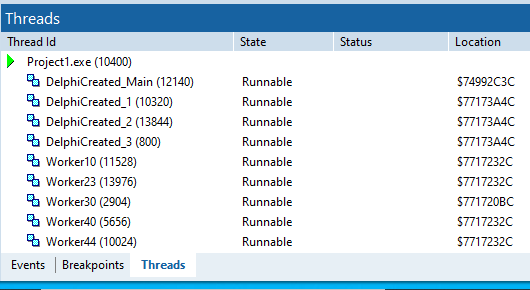 Threads
Thread Id State Status Location
Project1.exe (10400)
DelphiCreated_Main (12140) Runnable $74992C3C
DelphiCreated_1 (10320) Runnable $77173A4C
DelphiCreated_2 (13844) Runnable $77173A4C
DelphiCreated_3 (800) Runnable $77173A4C
Worker10 (11528) Runnable $7717232C
Worker23 (13976) Runnable $7717232C
Worker30 (2904) Runnable $771720BC
Worker40 (5656) Runnable $7717232C
Worker44 (10024) Runnable $7717232C
Events Breakpoints Threads